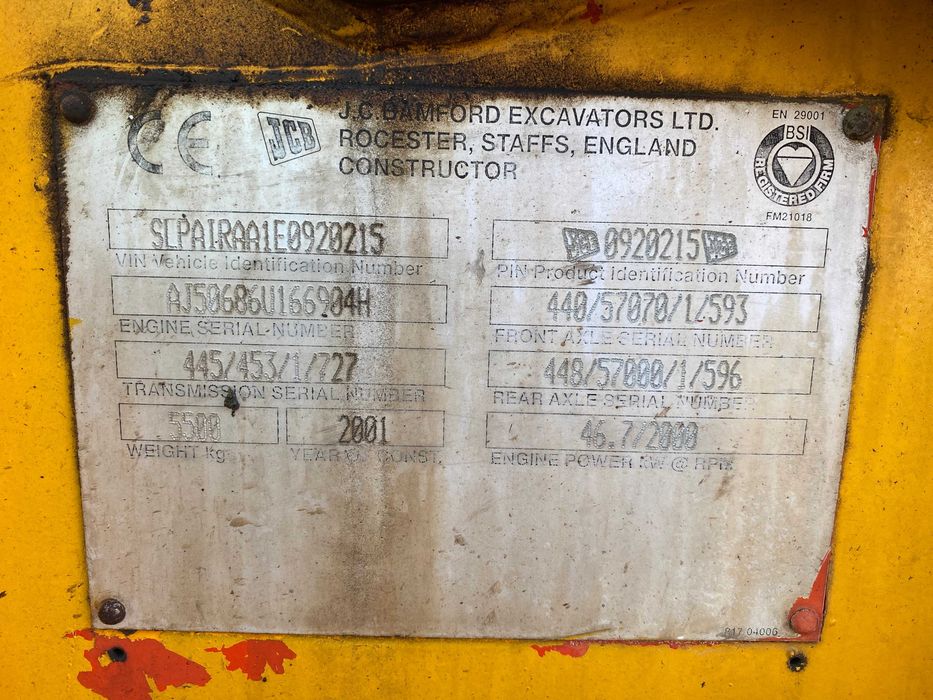 CE
JCB
J.C.BAMFORD EXCAVATORS LTD.
ROCESTER, STAFFS, ENGLAND
CONSTRUCTOR
EN 29001
BSI
REGISTERED FIRM
FM21018
SLPAIRAA1E0920215
VIN Vehicle Identification Number
JCB 0920215 JCB
PIN Product Identification Number
AJ50686U166904H
ENGINE SERIAL NUMBER
440/57070/1/593
FRONT AXLE SERIAL NUMBER
445/453/1/727
TRANSMISSION SERIAL NUMBER
448/57000/1/596
REAR AXLE SERIAL NUMBER
5500
WEIGHT kg
2001
YEAR OF CONST.
46.7/2000
ENGINE POWER KW @ RPM
817 04006